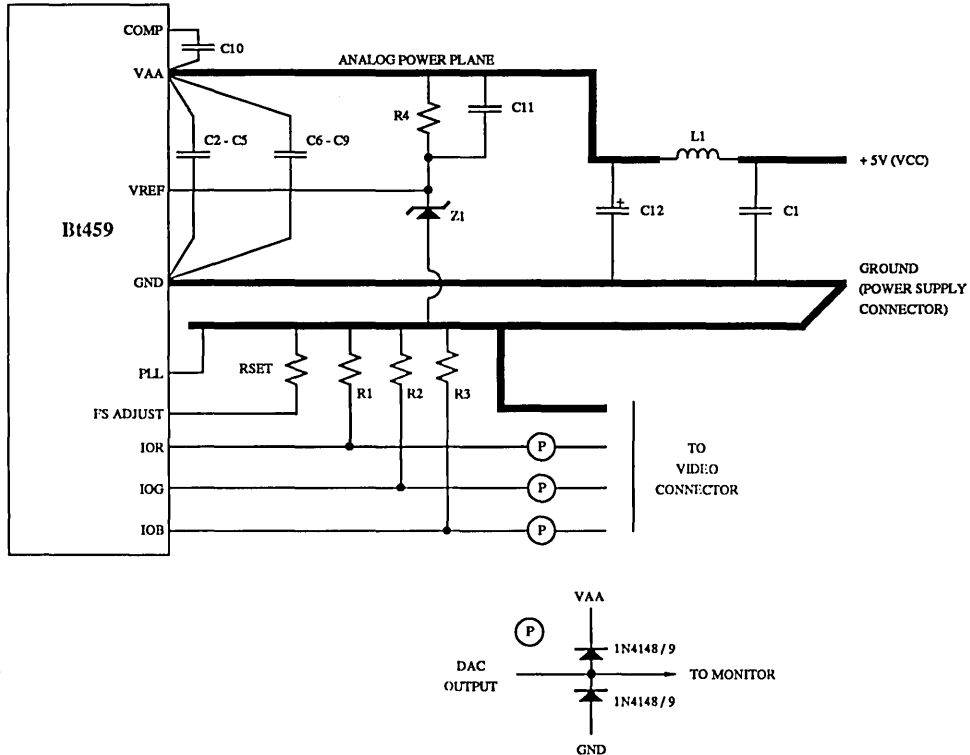 COMP
C10
VAA
ANALOG POWER PLANE
R4
C11
C2 - C5
C6 - C9
L1
+ 5V (VCC)
VREF
Z1
+
C12
C1
Bt459
GND
GROUND
(POWER SUPPLY
CONNECTOR)
PLL
RSET
R1
R2
R3
FS ADJUST
IOR
P
TO
VIDEO
CONNECTOR
IOG
P
IOB
P
VAA
P
1N4148 / 9
DAC
OUTPUT
TO MONITOR
1N4148 / 9
GND